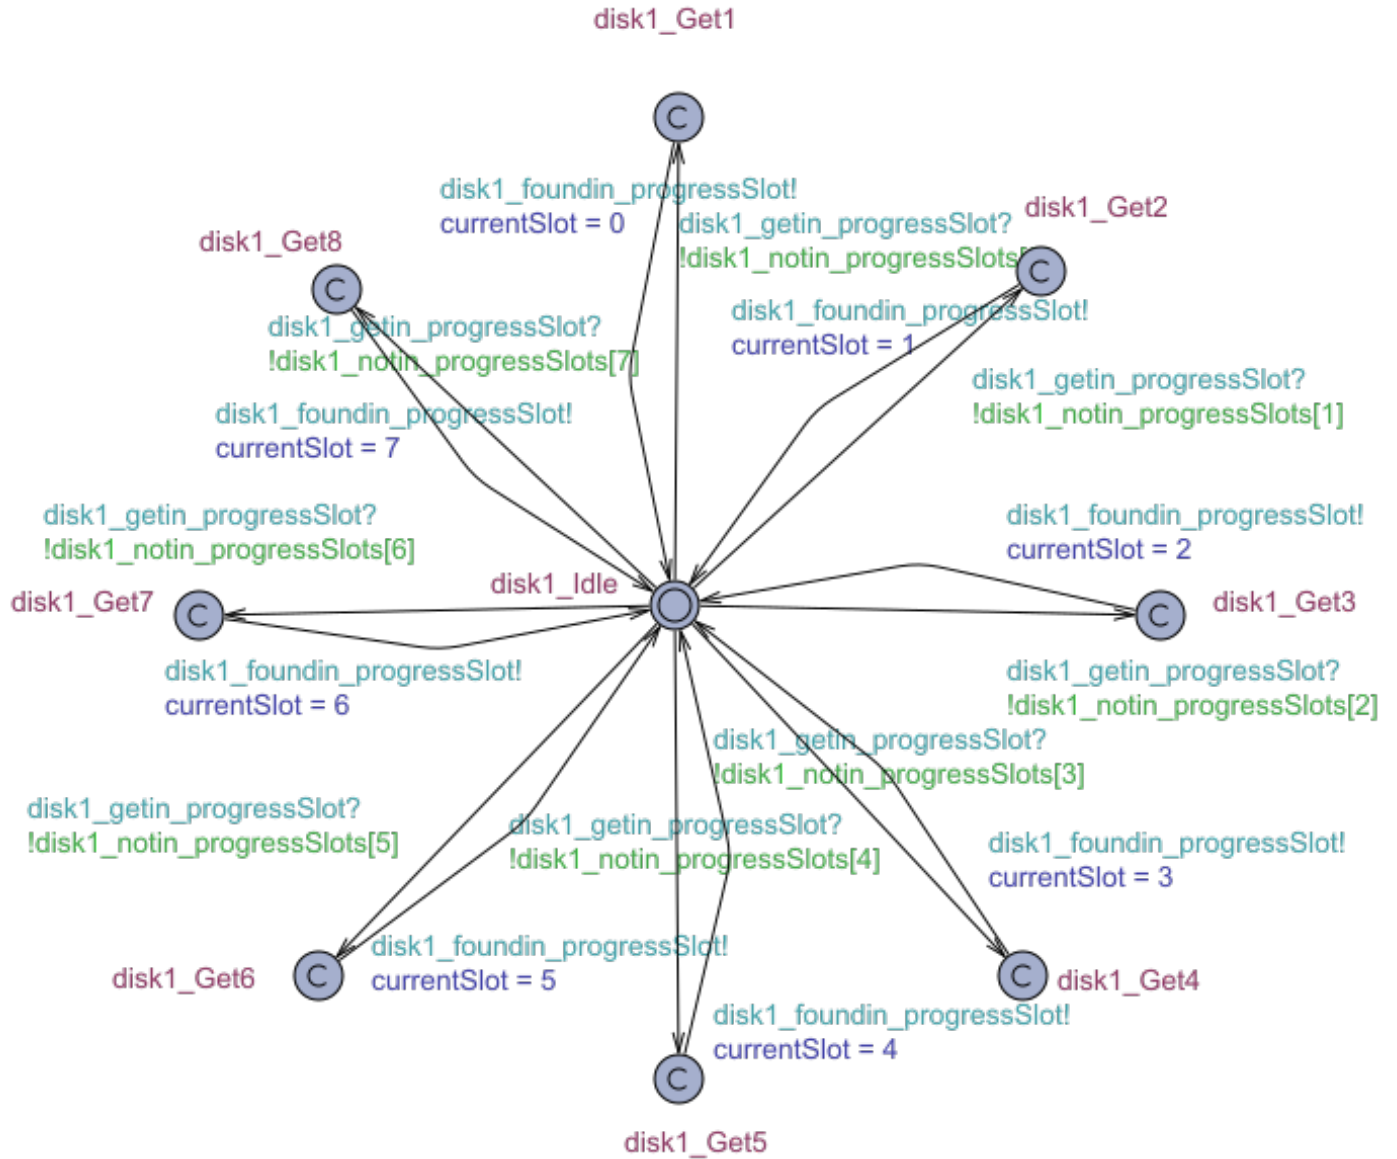 disk1_Get1
disk1_foundin_progressSlot!
currentSlot = 0
disk1_getin_progressSlot?
!disk1_notin_progressSlots[
disk1_Get2
disk1_Get8
disk1_foundin_progressSlot!
currentSlot = 1
disk1_getin_progressSlot?
!disk1_notin_progressSlots[7]
disk1_getin_progressSlot?
!disk1_notin_progressSlots[1]
disk1_foundin_progressSlot!
currentSlot = 7
disk1_getin_progressSlot?
!disk1_notin_progressSlots[6]
disk1_foundin_progressSlot!
currentSlot = 2
disk1_Idle
disk1_Get7
disk1_Get3
disk1_foundin_progressSlot!
currentSlot = 6
disk1_getin_progressSlot?
!disk1_notin_progressSlots[2]
disk1_getin_progressSlot?
!disk1_notin_progressSlots[3]
disk1_getin_progressSlot?
!disk1_notin_progressSlots[5]
disk1_getin_progressSlot?
!disk1_notin_progressSlots[4]
disk1_foundin_progressSlot!
currentSlot = 3
disk1_foundin_progressSlot!
currentSlot = 5
disk1_Get6
disk1_Get4
disk1_foundin_progressSlot!
currentSlot = 4
disk1_Get5
C
C
C
C
C
C
C
C